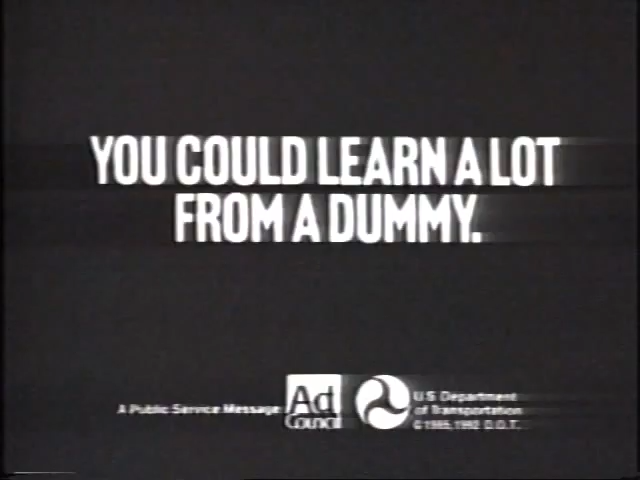 YOU COULD LEARN A LOT
FROM A DUMMY.
A Public Service Message
Ad
Council
U.S. Department
of Transportation
© 1985, 1992 D.O.T.